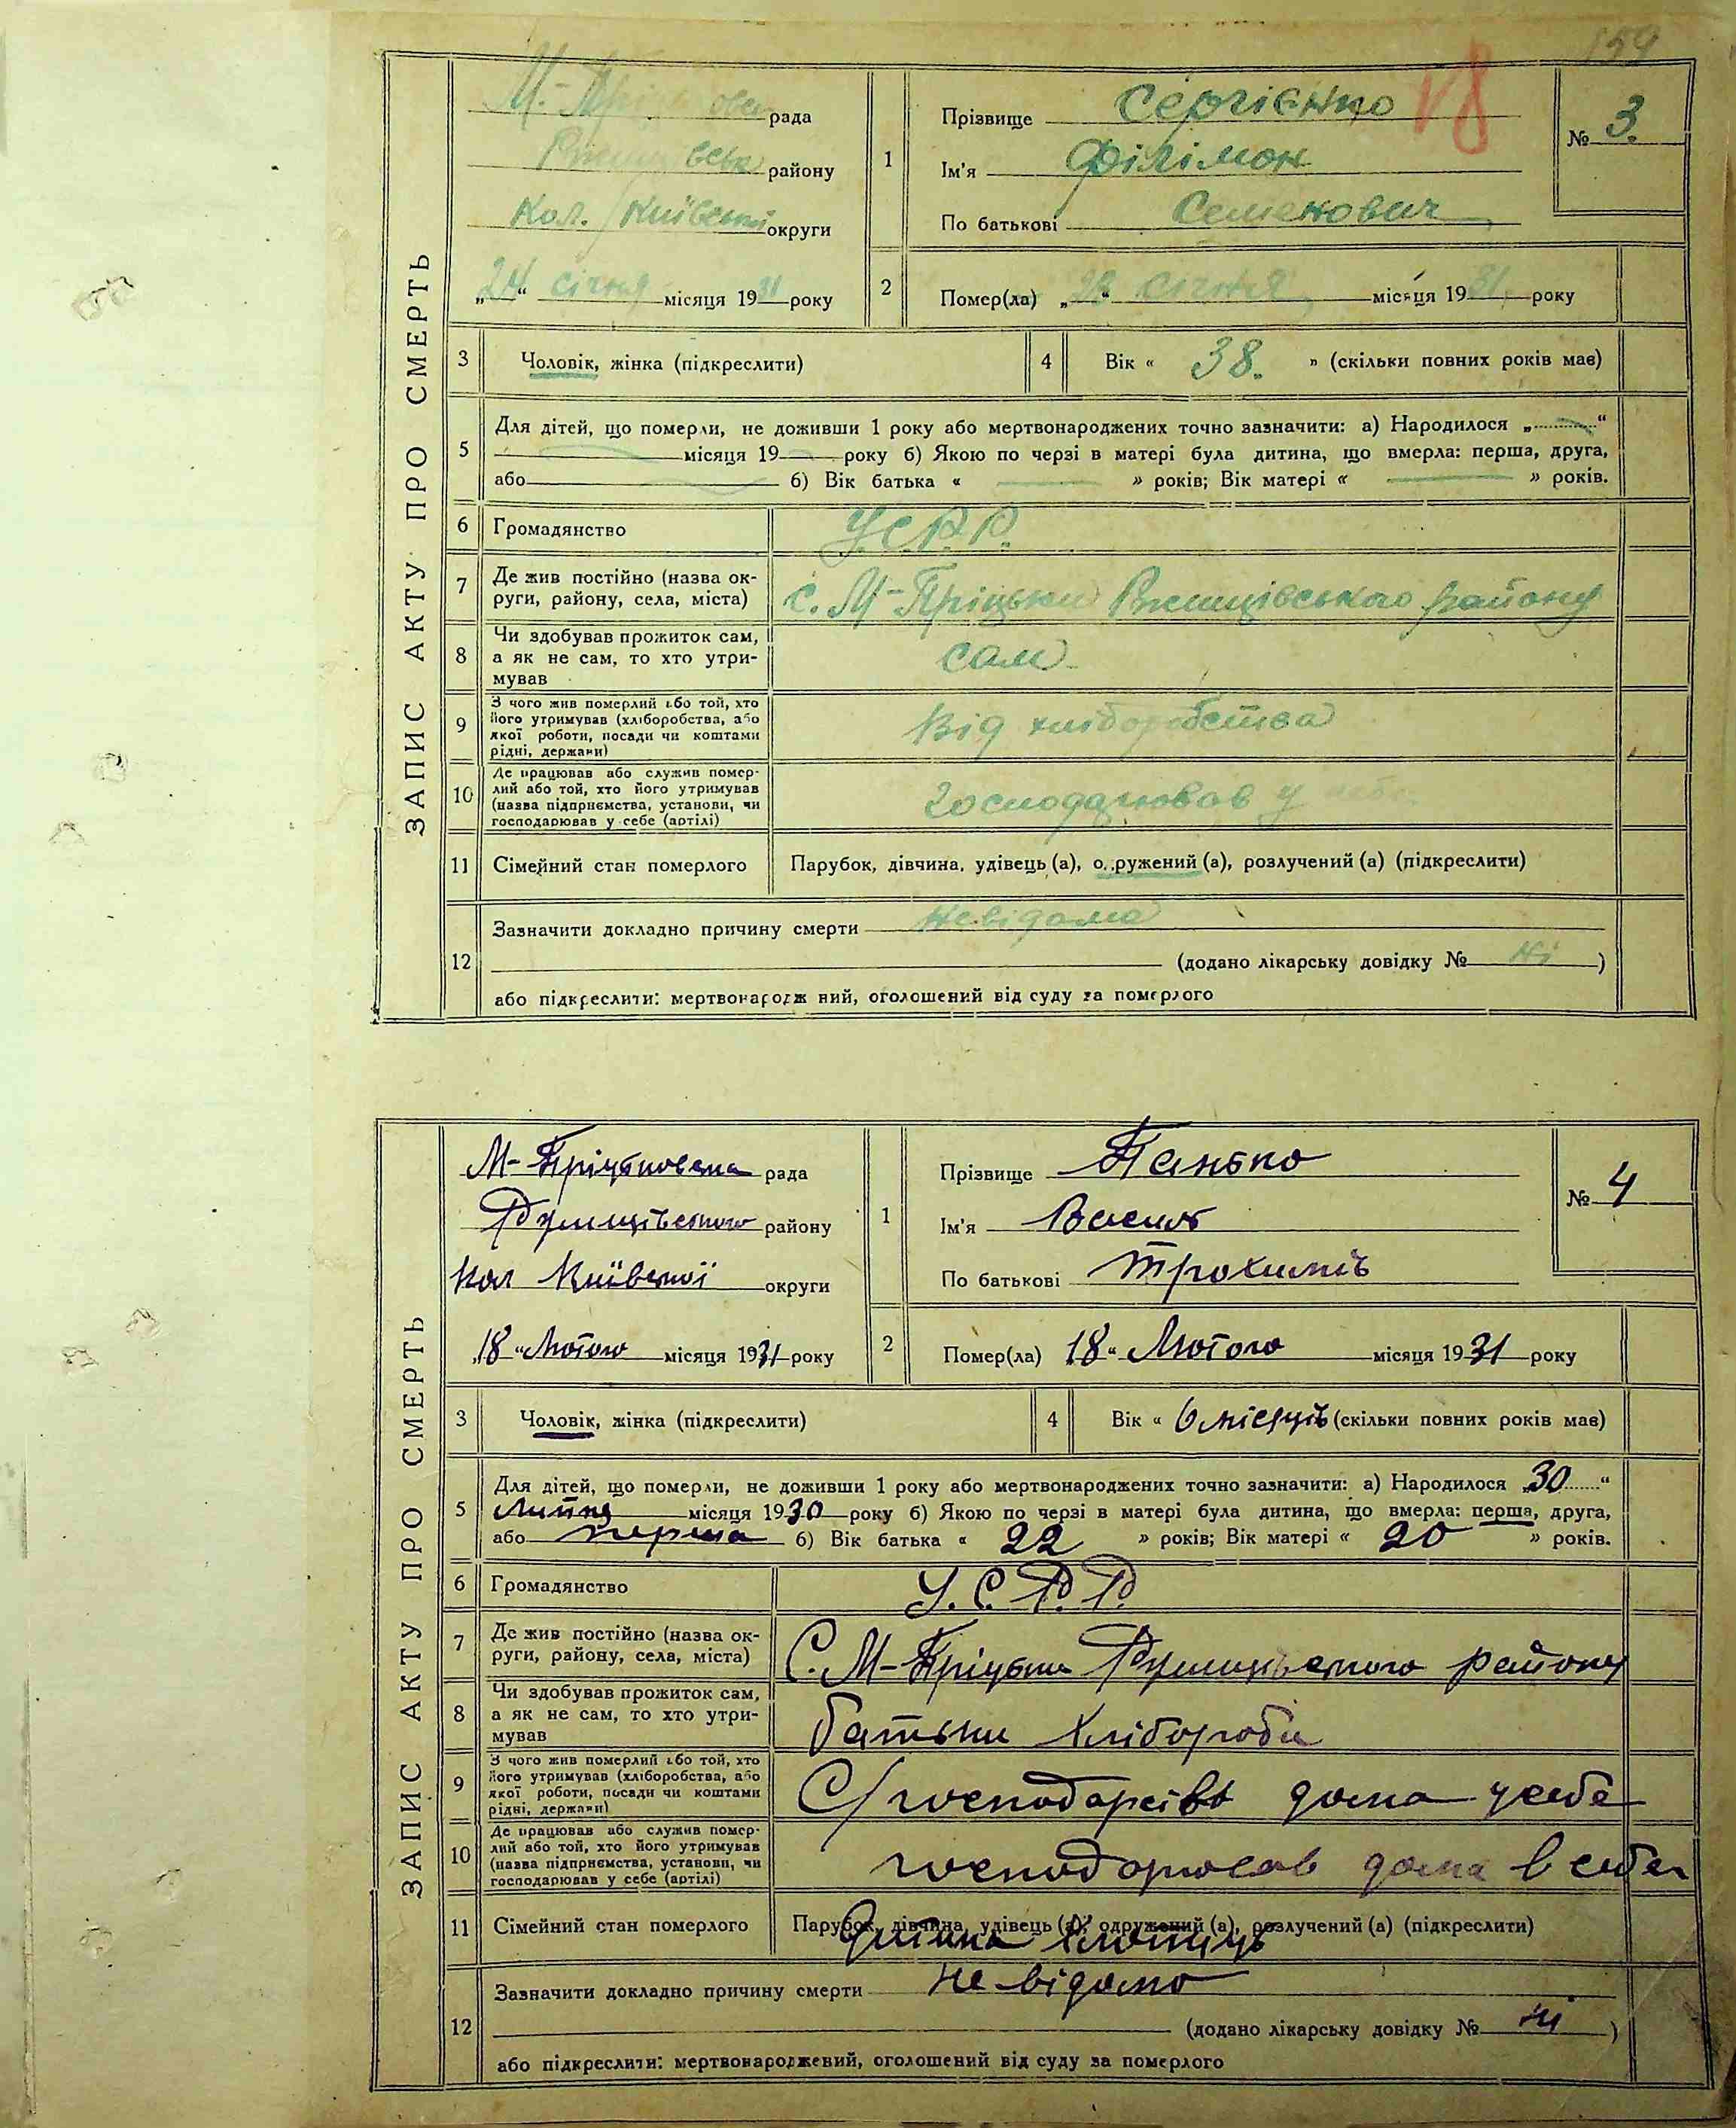 159
ЗАПИС АКТУ ПРО СМЕРТЬ
рада
району
Кол. Київської округи
„24“ січня місяця 1931 року
1
Прізвище Сергієнко
Ім'я Філімон
По батькові Семенович
№ 3.
2
Помер(ла) „ “ січня місяця 1931 року
3 Чоловік, жінка (підкреслити)
4 Вік « 38. » (скільки повних років має)
5 Для дітей, що померли, не доживши 1 року або мертвонароджених точно зазначити: а) Народилося „ “
місяця 19 року б) Якою по черзі в матері була дитина, що вмерла: перша, друга,
або б) Вік батька « » років; Вік матері « » років.
6 Громадянство У.С.Р.Р.
7 Де жив постійно (назва ок-
руги, району, села, міста) с. М-Пріцьки Ржищівського району
8 Чи здобував прожиток сам,
а як не сам, то хто утри-
мував сам
9 З чого жив померлий або той, хто
його утримував (хліборобства, або
якої роботи, посади чи коштами
рідні, держави) Від хліборобства
10 Де працював або служив помер-
лий або той, хто його утримував
(назва підприємства, установи, чи
господарював у себе (артілі) господарював у
11 Сімейний стан померлого Парубок, дівчина, удівець (а), одружений (а), розлучений (а) (підкреслити)
12 Зазначити докладно причину смерти Невідома
(додано лікарську довідку № ні )
або підкреслити: мертвонароджений, оголошений від суду за померлого
ЗАПИС АКТУ ПРО СМЕРТЬ
М-Пріцьковська рада
Ржищівського району
Кол Київської округи
„18“ Лютого місяця 1931 року
1
Прізвище Панько
Ім'я Василь
По батькові Трохимів
№ 4
2
Помер(ла) 18“ Лютого місяця 1931 року
3 Чоловік, жінка (підкреслити)
4 Вік « 6 місяців (скільки повних років має)
5 Для дітей, що померли, не доживши 1 року або мертвонароджених точно зазначити: а) Народилося „30“
Липня місяця 1930 року б) Якою по черзі в матері була дитина, що вмерла: перша, друга,
або перша б) Вік батька « 22 » років; Вік матері « 20 » років.
6 Громадянство У.С.Р.Р.
7 Де жив постійно (назва ок-
руги, району, села, міста) С. М-Пріцьки Ржищівського району
8 Чи здобував прожиток сам,
а як не сам, то хто утри-
мував батьки хлібороби
9 З чого жив померлий або той, хто
його утримував (хліборобства, або
якої роботи, посади чи коштами
рідні, держави) С/господарство дома у себе
10 Де працював або служив помер-
лий або той, хто його утримував
(назва підприємства, установи, чи
господарював у себе (артілі) господарював дома в себе
11 Сімейний стан померлого Парубок, дівчина, удівець (а), одружений (а), розлучений (а) (підкреслити)
Дитина хлопець
12 Зазначити докладно причину смерти не відомо
(додано лікарську довідку № ні )
або підкреслити: мертвонароджений, оголошений від суду за померлого